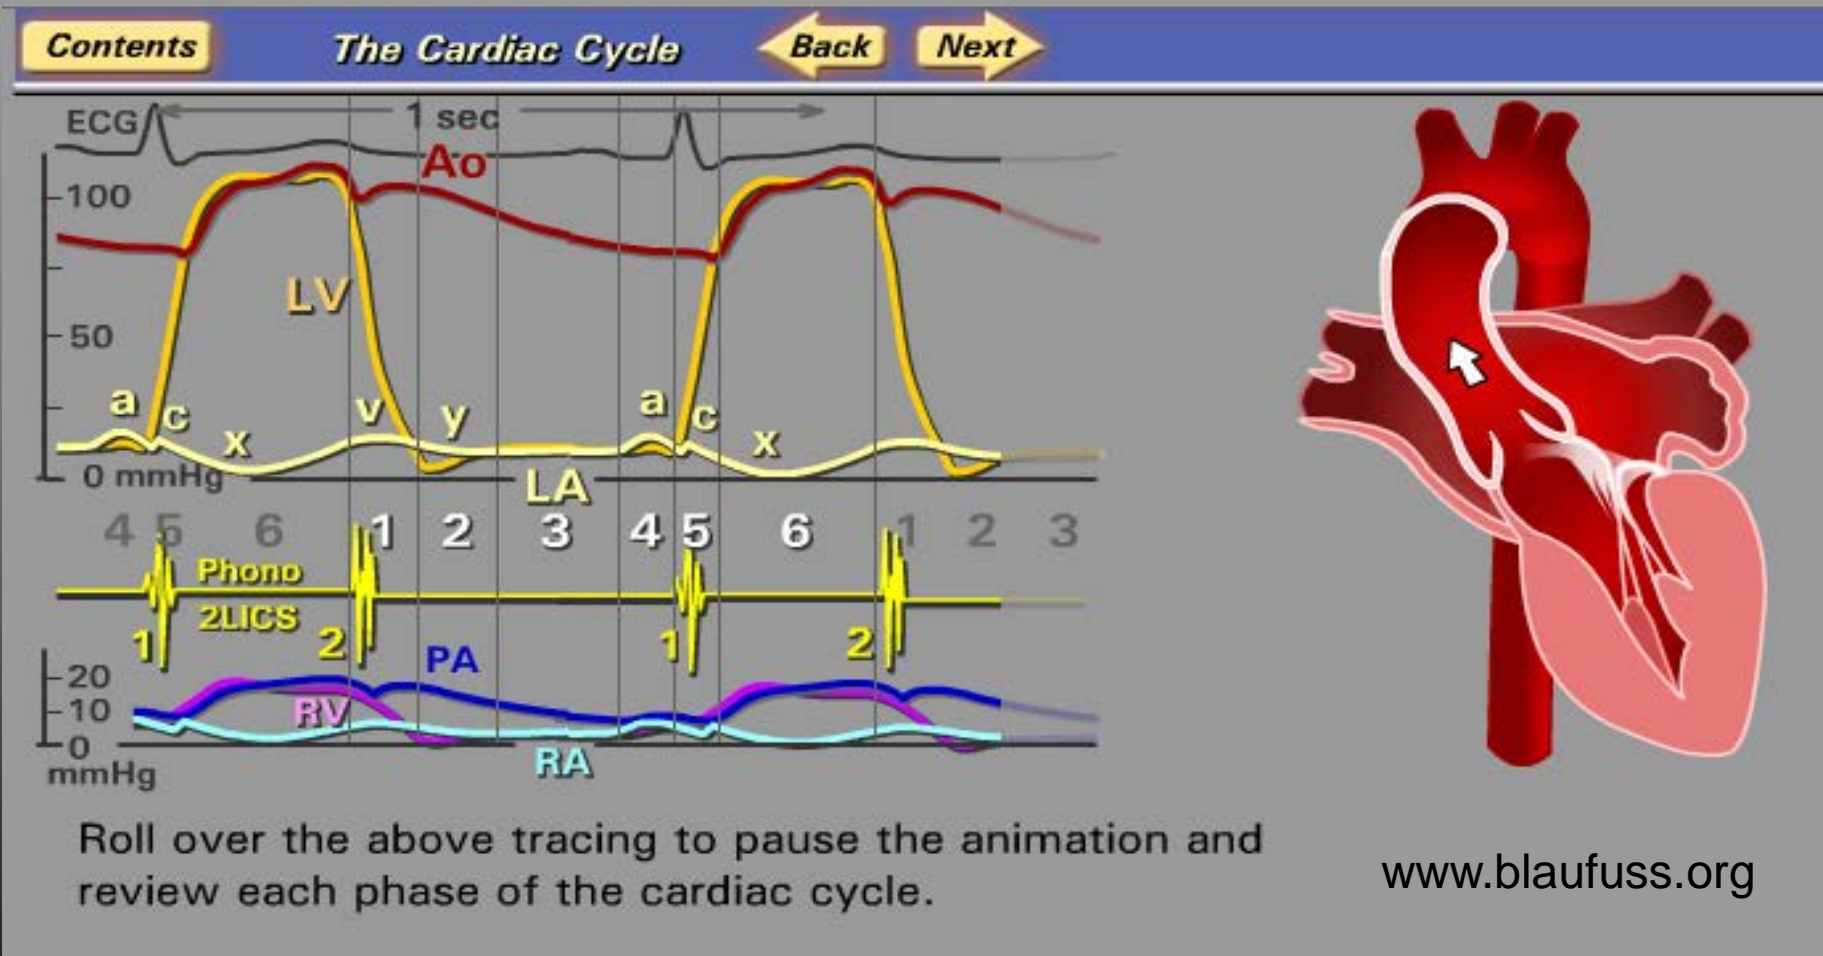 Contents The Cardiac Cycle Back Next
ECG 1 sec
Ao
100
LV
50
a c x v y a c x
0 mmHg LA
4 5 6 1 2 3 4 5 6 1 2 3
Phono
2LICS
1 2 1 2
PA
20
10 RV
0 RA
mmHg
Roll over the above tracing to pause the animation and
review each phase of the cardiac cycle.
www.blaufuss.org